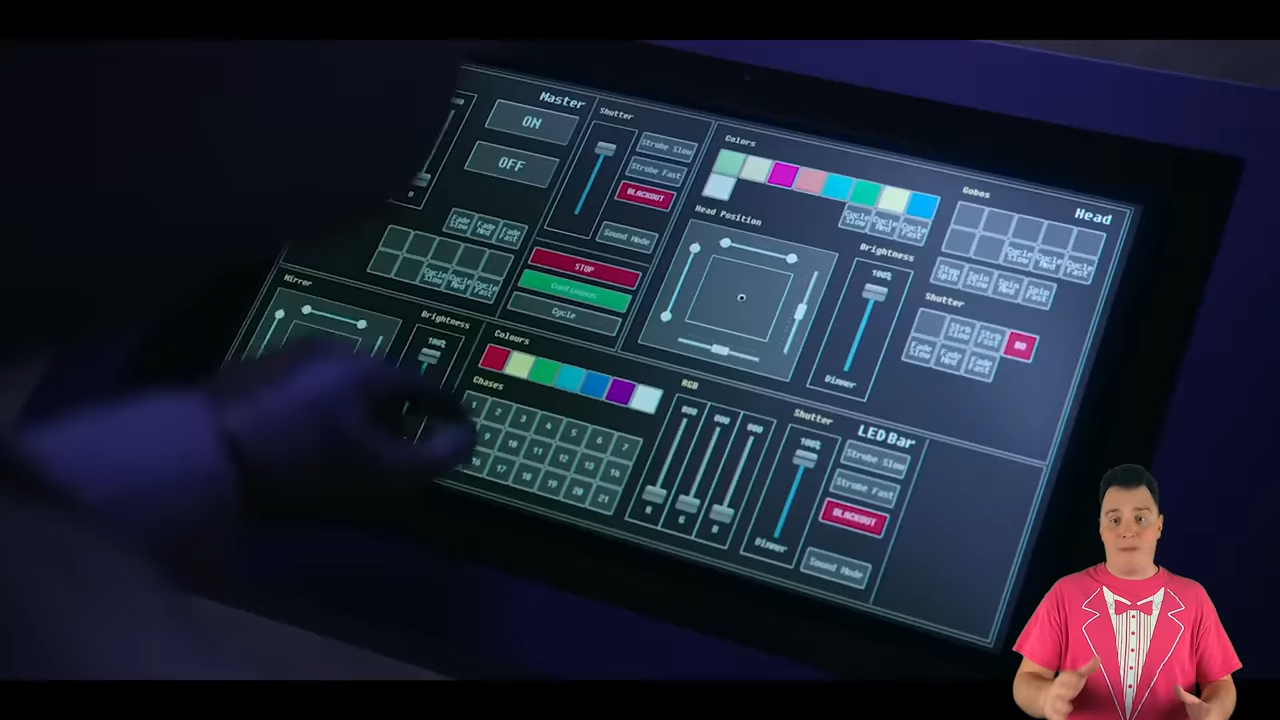 Master
ON
OFF
Fade Slow
Fade Med
Fade Fast
Cycle Slow
Cycle Med
Cycle Fast
Shutter
Strobe Slow
Strobe Fast
BLACKOUT
Sound Mode
STOP
Continuous
Cycle
Colors
Cycle Slow
Cycle Med
Cycle Fast
Head Position
Brightness
100%
Dimmer
Gobos
Head
Cycle Slow
Cycle Med
Cycle Fast
Stop Spin
Spin Slow
Spin Med
Spin Fast
Shutter
Strb Slow
Strb Fast
BO
Fade Slow
Fade Med
Fade Fast
Mirror
Brightness
100%
Colours
Chases
1 2 3 4 5 6 7
9 10 11 12 13 14
16 17 18 19 20 21
RGB
000 000 000
R G B
Shutter
100%
Dimmer
LED Bar
Strobe Slow
Strobe Fast
BLACKOUT
Sound Mode